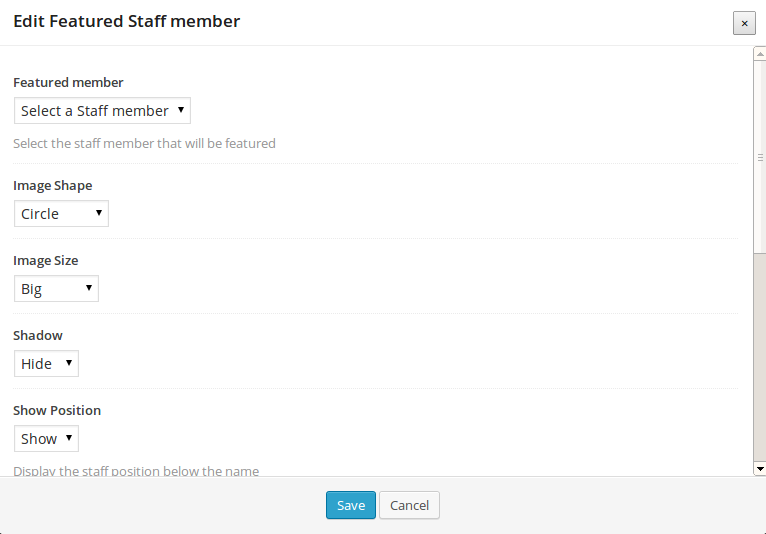 Edit Featured Staff member
×
Featured member
Select a Staff member
Select the staff member that will be featured
Image Shape
Circle
Image Size
Big
Shadow
Hide
Show Position
Show
Display the staff position below the name
Save Cancel